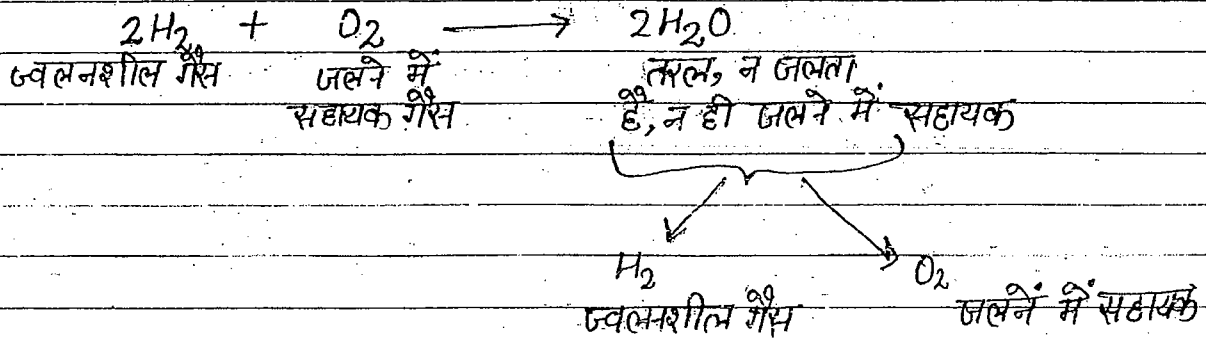 2H₂ + O₂ → 2H₂O
ज्वलनशील गैस जलने में तरल, न जलता
सहायक गैस है, न ही जलने में सहायक
H₂ O₂
ज्वलनशील गैस जलनें में सहायक